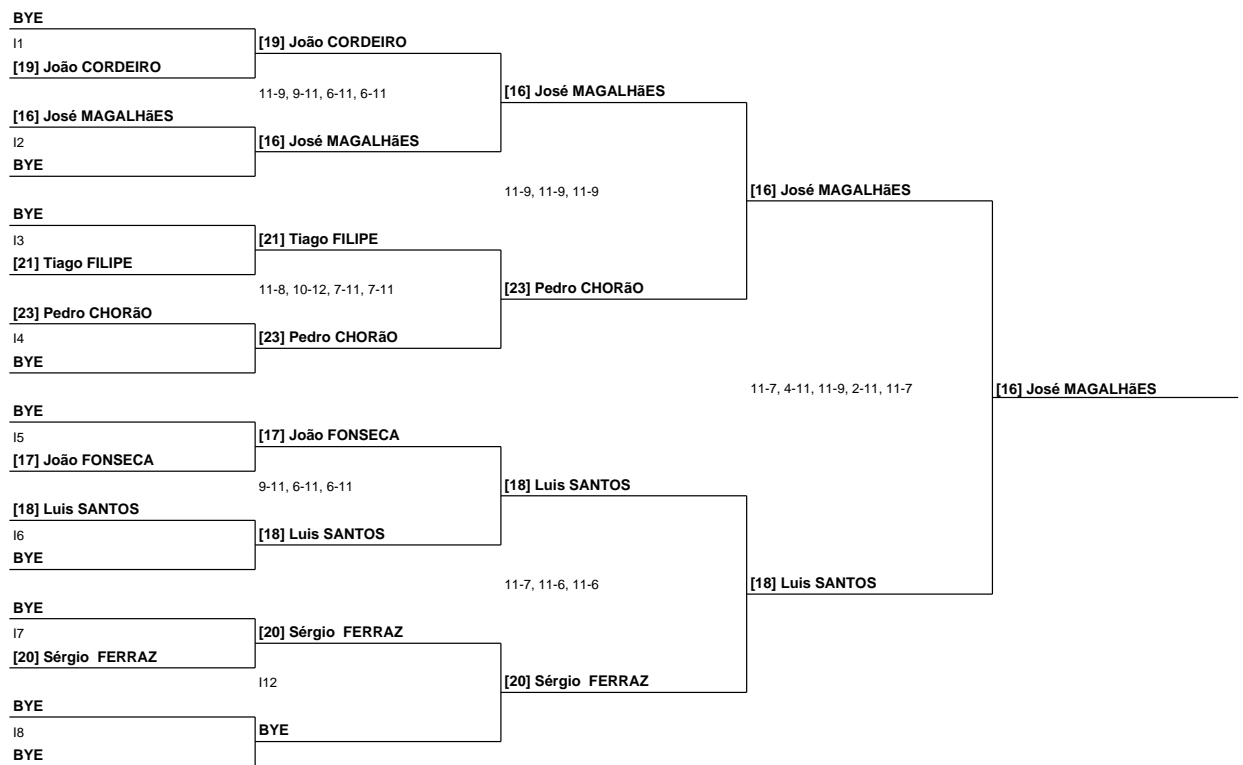 BYE
I1
[19] João CORDEIRO
[19] João CORDEIRO
11-9, 9-11, 6-11, 6-11
[16] José MAGALHãES
[16] José MAGALHãES
I2
[16] José MAGALHãES
BYE
11-9, 11-9, 11-9
[16] José MAGALHãES
BYE
I3
[21] Tiago FILIPE
[21] Tiago FILIPE
11-8, 10-12, 7-11, 7-11
[23] Pedro CHORãO
[23] Pedro CHORãO
I4
[23] Pedro CHORãO
BYE
11-7, 4-11, 11-9, 2-11, 11-7
[16] José MAGALHãES
BYE
I5
[17] João FONSECA
[17] João FONSECA
9-11, 6-11, 6-11
[18] Luis SANTOS
[18] Luis SANTOS
I6
[18] Luis SANTOS
BYE
11-7, 11-6, 11-6
[18] Luis SANTOS
BYE
I7
[20] Sérgio  FERRAZ
[20] Sérgio  FERRAZ
I12
[20] Sérgio  FERRAZ
BYE
I8
BYE
BYE